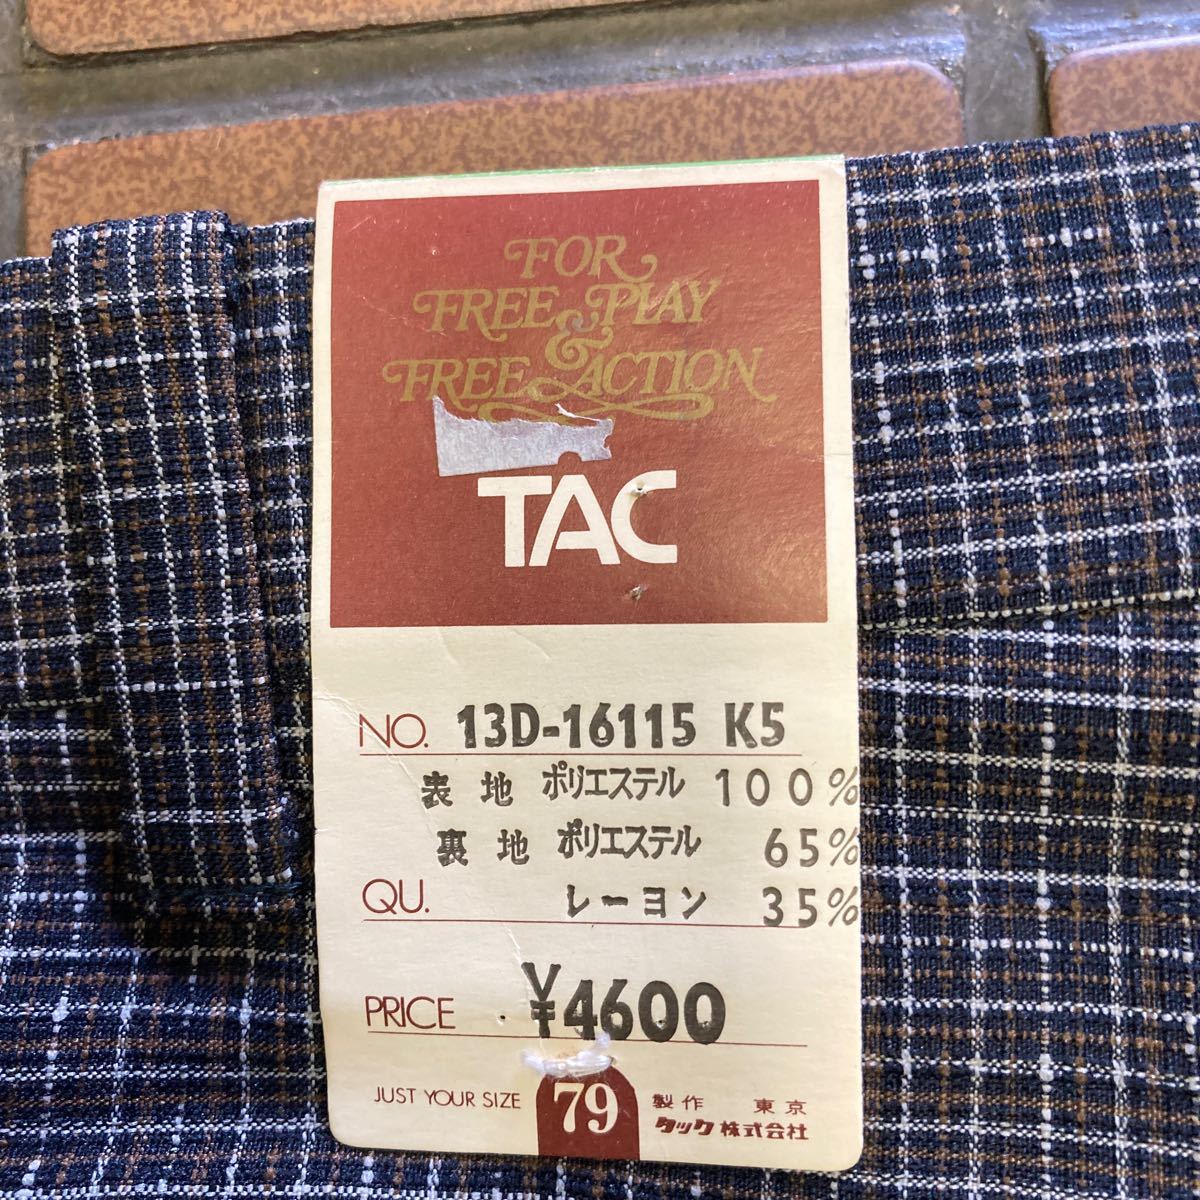 FOR
FREE PLAY
&
FREE ACTION
TAC
NO. 13D-16115 K5
表地 ポリエステル 100%
裏地 ポリエステル 65%
QU. レーヨン 35%
PRICE ¥4600
JUST YOUR SIZE 79 製作 東京
タック株式会社